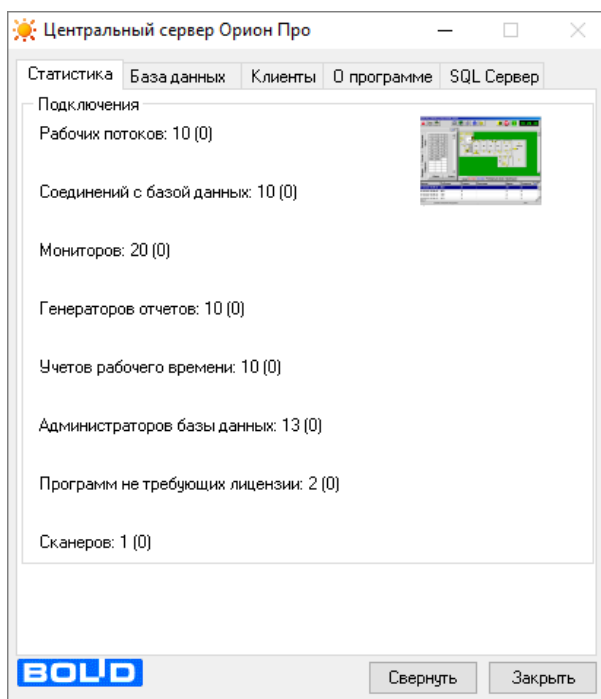 Центральный сервер Орион Про
Статистика База данных Клиенты О программе SQL Сервер
Подключения
Рабочих потоков: 10 (0)
Соединений с базой данных: 10 (0)
Мониторов: 20 (0)
Генераторов отчетов: 10 (0)
Учетов рабочего времени: 10 (0)
Администраторов базы данных: 13 (0)
Программ не требующих лицензии: 2 (0)
Сканеров: 1 (0)
BOLID
Свернуть Закрыть